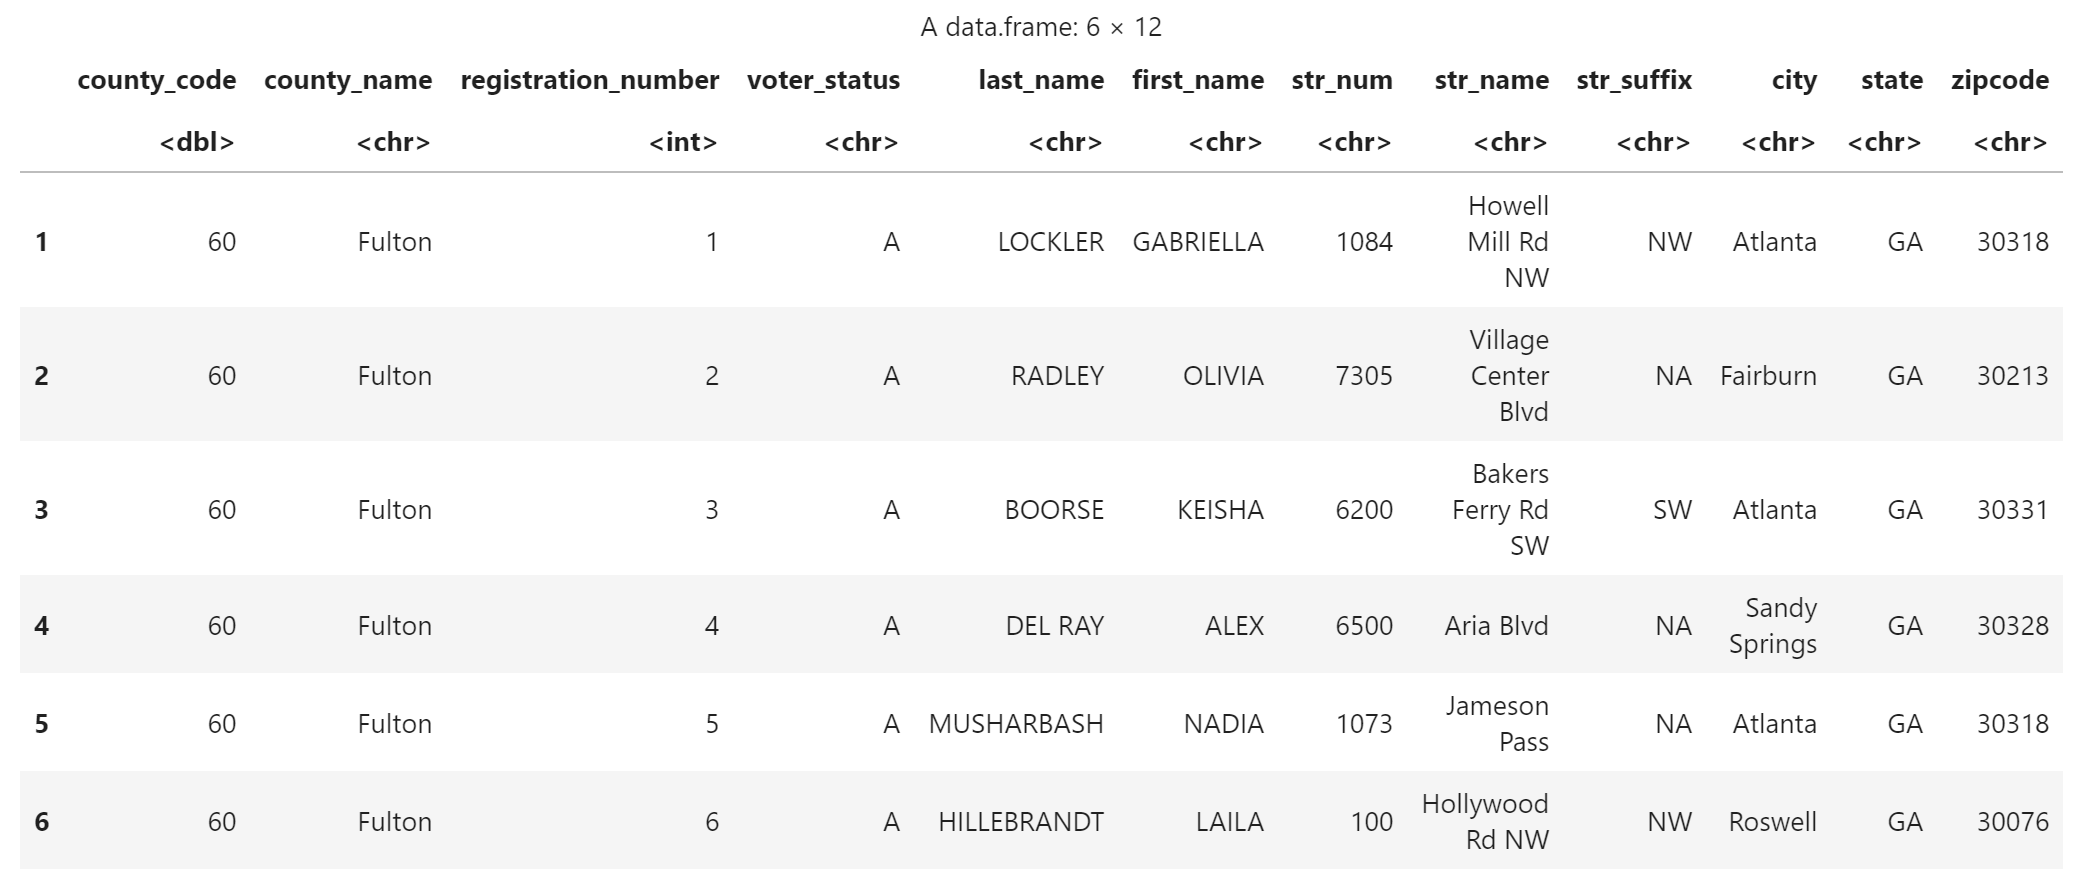 A data.frame: 6 × 12
county_code county_name registration_number voter_status last_name first_name str_num str_name str_suffix city state zipcode
<dbl> <chr> <int> <chr> <chr> <chr> <chr> <chr> <chr> <chr> <chr> <chr>
1 60 Fulton 1 A LOCKLER GABRIELLA 1084 Howell Mill Rd NW NW Atlanta GA 30318
2 60 Fulton 2 A RADLEY OLIVIA 7305 Village Center Blvd NA Fairburn GA 30213
3 60 Fulton 3 A BOORSE KEISHA 6200 Bakers Ferry Rd SW SW Atlanta GA 30331
4 60 Fulton 4 A DEL RAY ALEX 6500 Aria Blvd NA Sandy Springs GA 30328
5 60 Fulton 5 A MUSHARBASH NADIA 1073 Jameson Pass NA Atlanta GA 30318
6 60 Fulton 6 A HILLEBRANDT LAILA 100 Hollywood Rd NW NW Roswell GA 30076